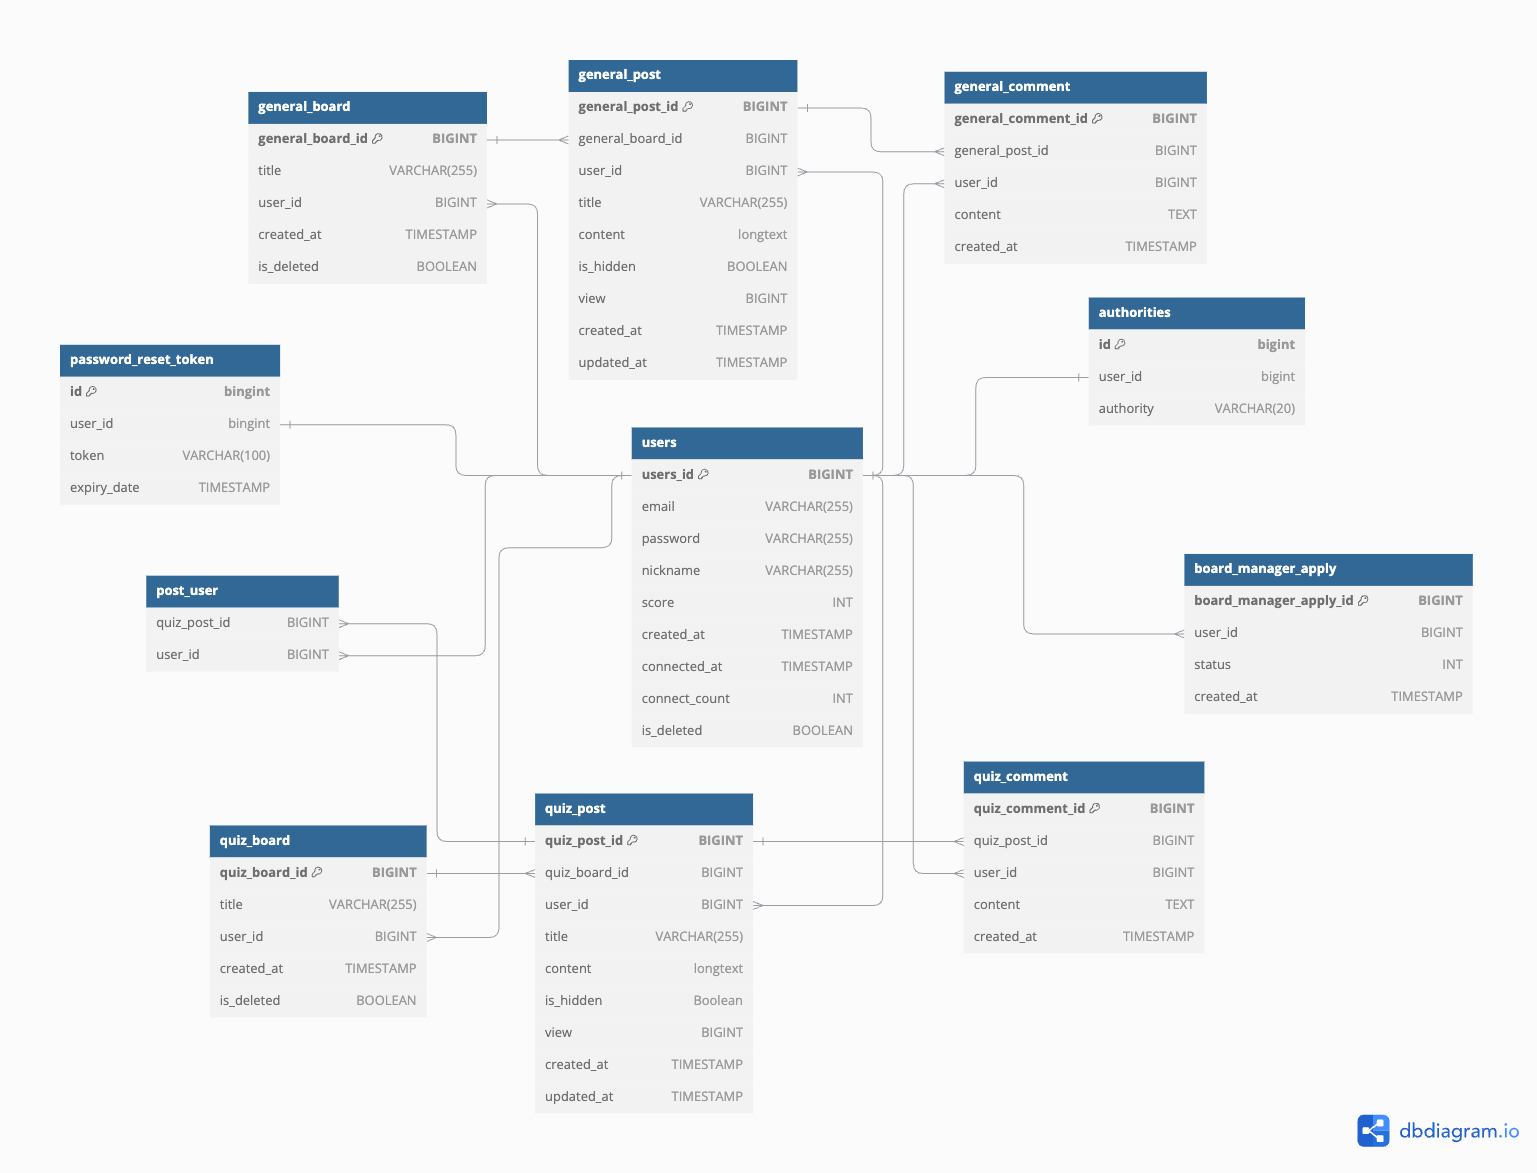 general_board
general_board_id BIGINT
title VARCHAR(255)
user_id BIGINT
created_at TIMESTAMP
is_deleted BOOLEAN
general_post
general_post_id BIGINT
general_board_id BIGINT
user_id BIGINT
title VARCHAR(255)
content longtext
is_hidden BOOLEAN
view BIGINT
created_at TIMESTAMP
updated_at TIMESTAMP
general_comment
general_comment_id BIGINT
general_post_id BIGINT
user_id BIGINT
content TEXT
created_at TIMESTAMP
authorities
id bigint
user_id bigint
authority VARCHAR(20)
password_reset_token
id bingint
user_id bingint
token VARCHAR(100)
expiry_date TIMESTAMP
users
users_id BIGINT
email VARCHAR(255)
password VARCHAR(255)
nickname VARCHAR(255)
score INT
created_at TIMESTAMP
connected_at TIMESTAMP
connect_count INT
is_deleted BOOLEAN
post_user
quiz_post_id BIGINT
user_id BIGINT
board_manager_apply
board_manager_apply_id BIGINT
user_id BIGINT
status INT
created_at TIMESTAMP
quiz_board
quiz_board_id BIGINT
title VARCHAR(255)
user_id BIGINT
created_at TIMESTAMP
is_deleted BOOLEAN
quiz_post
quiz_post_id BIGINT
quiz_board_id BIGINT
user_id BIGINT
title VARCHAR(255)
content longtext
is_hidden Boolean
view BIGINT
created_at TIMESTAMP
updated_at TIMESTAMP
quiz_comment
quiz_comment_id BIGINT
quiz_post_id BIGINT
user_id BIGINT
content TEXT
created_at TIMESTAMP
dbdiagram.io